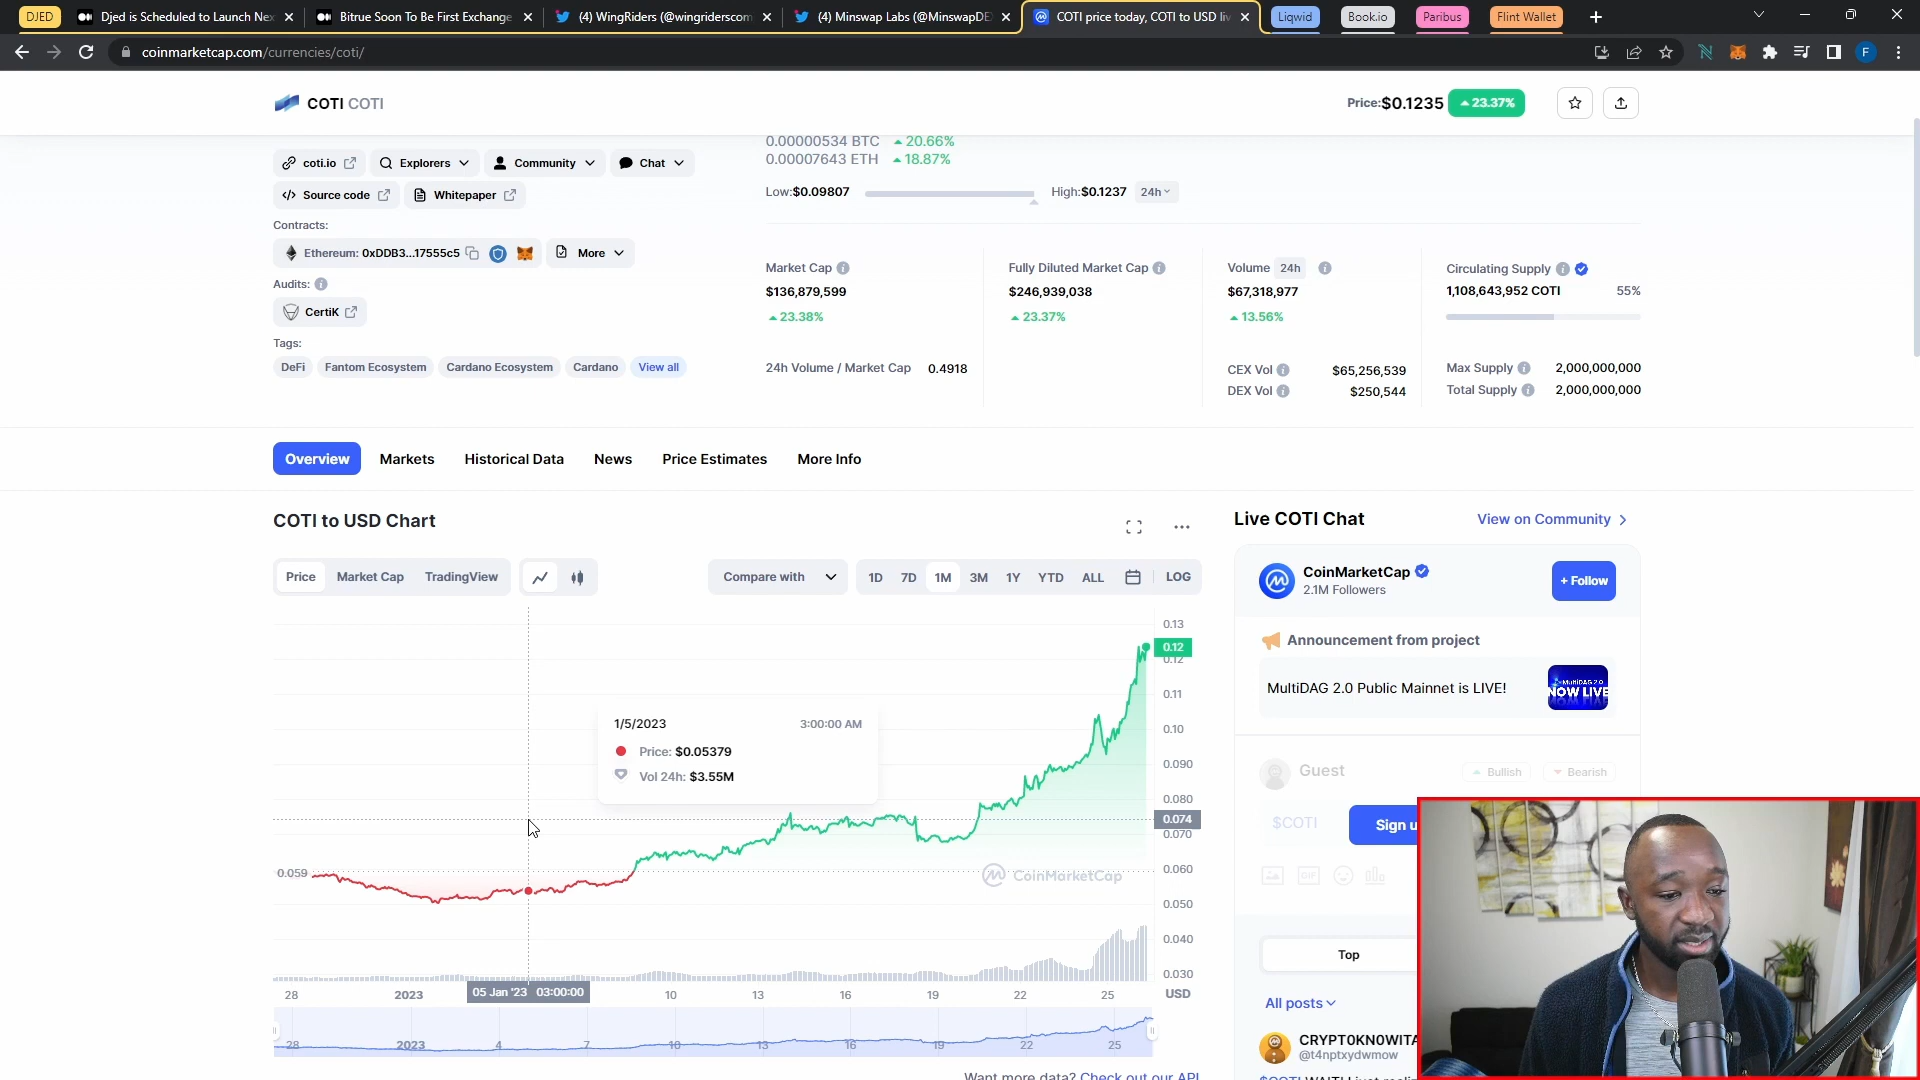 DJED
Djed is Scheduled to Launch Nex
Bitrue Soon To Be First Exchange
(4) WingRiders (@wingriderscom
(4) Minswap Labs (@MinswapDE
COTI price today, COTI to USD liv
Liqwid
Book.io
Paribus
Flint Wallet
coinmarketcap.com/currencies/coti/
F
COTI COTI
Price:$0.1235
23.37%
0.00000534 BTC 20.66%
0.00007643 ETH 18.87%
Low:$0.09807
High:$0.1237
24h
coti.io
Explorers
Community
Chat
Source code
Whitepaper
Contracts:
Ethereum: 0xDDB3...17555c5
More
Audits:
CertiK
Tags:
DeFi
Fantom Ecosystem
Cardano Ecosystem
Cardano
View all
Market Cap
$136,879,599
23.38%
24h Volume / Market Cap 0.4918
Fully Diluted Market Cap
$246,939,038
23.37%
Volume 24h
$67,318,977
13.56%
CEX Vol $65,256,539
DEX Vol $250,544
Circulating Supply
1,108,643,952 COTI 55%
Max Supply 2,000,000,000
Total Supply 2,000,000,000
Overview
Markets
Historical Data
News
Price Estimates
More Info
COTI to USD Chart
Price
Market Cap
TradingView
Compare with
1D
7D
1M
3M
1Y
YTD
ALL
LOG
0.13
0.12
0.12
0.11
0.10
0.090
0.080
0.074
0.070
0.060
0.050
0.040
0.030
USD
0.059
1/5/2023 3:00:00 AM
Price: $0.05379
Vol 24h: $3.55M
CoinMarketCap
28
2023
05 Jan '23 03:00:00
10
13
16
19
22
25
28
2023
4
7
10
13
16
19
22
25
Want more data? Check out our API
Live COTI Chat
View on Community
CoinMarketCap
2.1M Followers
+ Follow
Announcement from project
MultiDAG 2.0 Public Mainnet is LIVE!
MultiDAG 2.0
NOW LIVE
Guest
Bullish
Bearish
$COTI
Sign u
GIF
Top
All posts
CRYPT0KN0WITA
@t4nptxydwmow